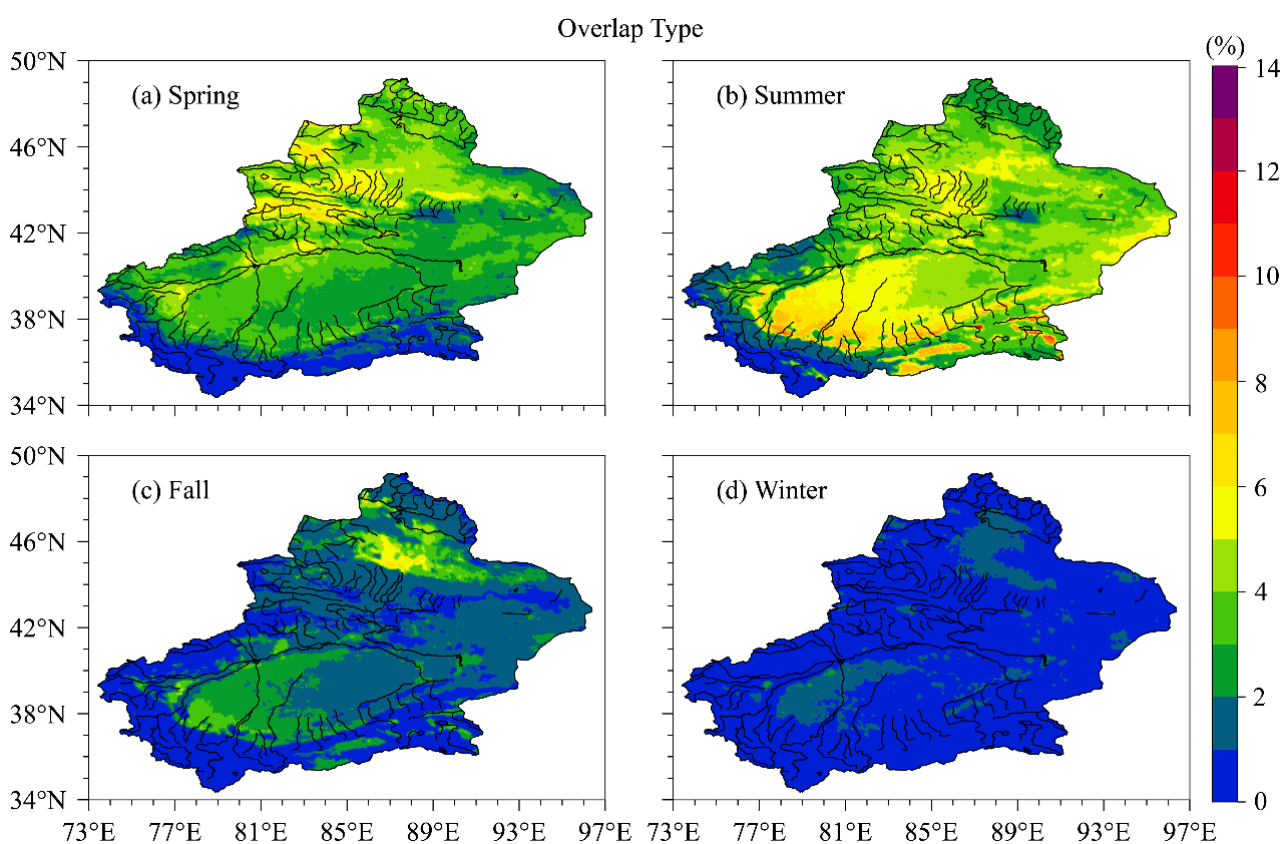 Overlap Type
(%)
50°N
46°N
42°N
38°N
34°N
(a) Spring
(b) Summer
14
12
10
8
6
4
2
0
50°N
46°N
42°N
38°N
34°N
(c) Fall
(d) Winter
73°E 77°E 81°E 85°E 89°E 93°E 97°E
73°E 77°E 81°E 85°E 89°E 93°E 97°E